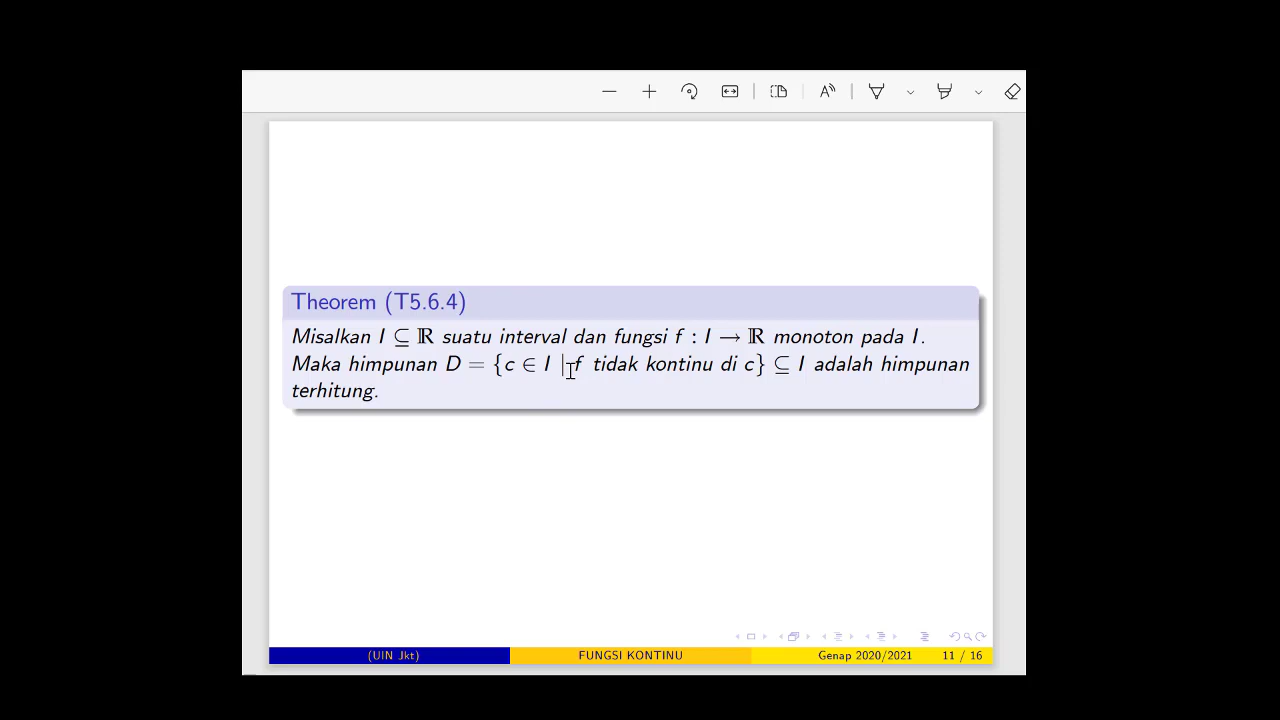 Theorem (T5.6.4)
Misalkan I ⊆ ℝ suatu interval dan fungsi f : I → ℝ monoton pada I.
Maka himpunan D = {c ∈ I | f tidak kontinu di c} ⊆ I adalah himpunan
terhitung.
(UIN Jkt) FUNGSI KONTINU Genap 2020/2021 11 / 16